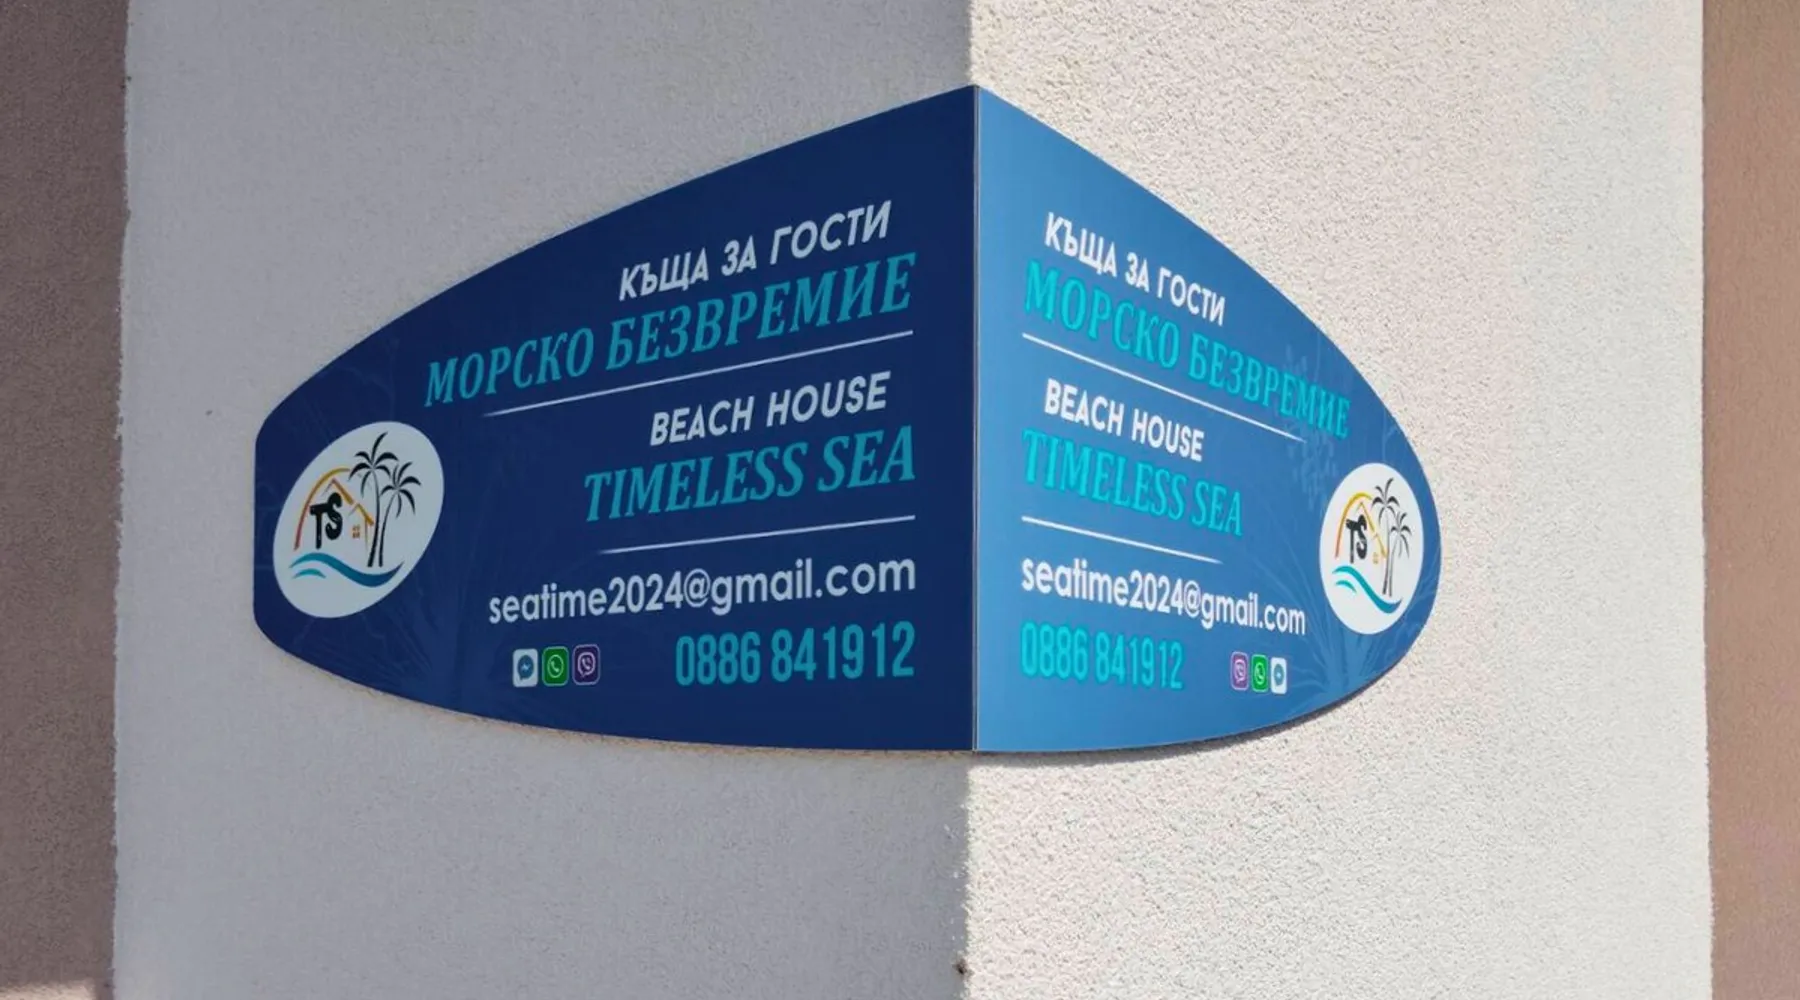 КЪЩА ЗА ГОСТИ
МОРСКО БЕЗВРЕМИЕ
BEACH HOUSE
TIMELESS SEA
seatime2024@gmail.com
0886 841912
TS
КЪЩА ЗА ГОСТИ
МОРСКО БЕЗВРЕМИЕ
BEACH HOUSE
TIMELESS SEA
seatime2024@gmail.com
0886 841912
TS